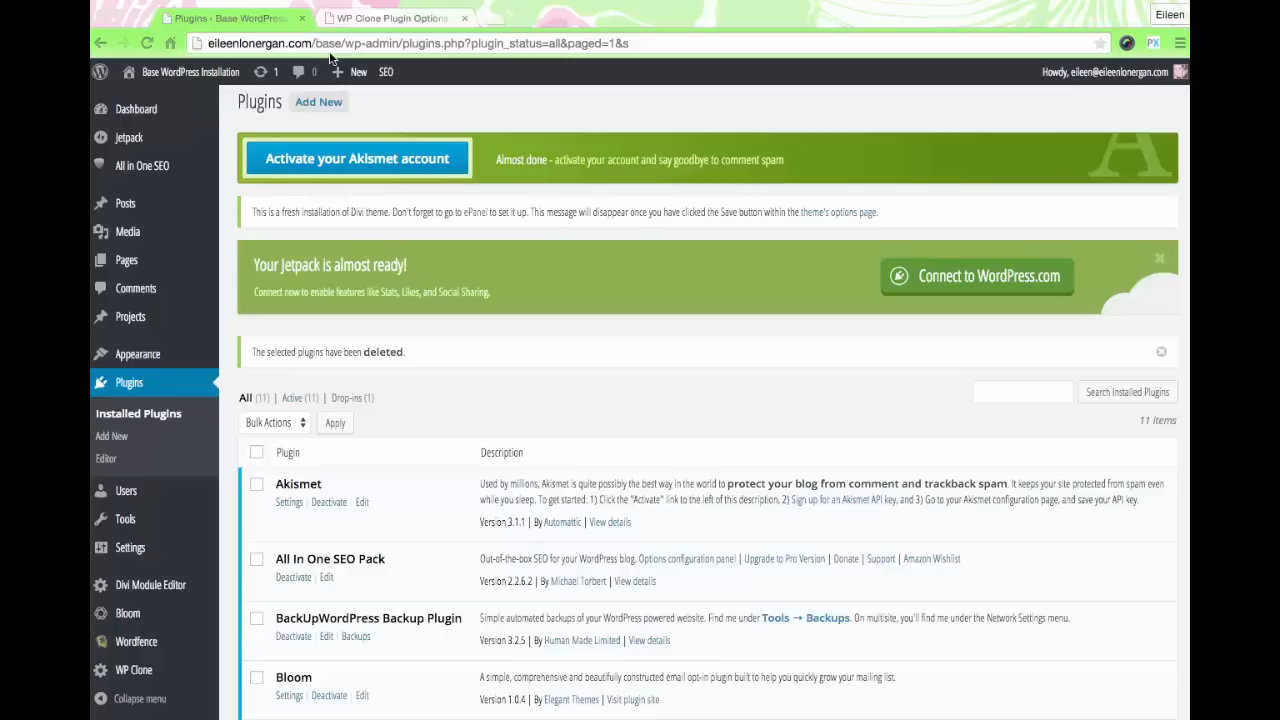 Plugins ‹ Base WordPress
WP Clone Plugin Options
Eileen
eileenlonergan.com/base/wp-admin/plugins.php?plugin_status=all&paged=1&s
PX
Base WordPress Installation
1
0
New
SEO
Howdy, eileen@eileenlonergan.com
Dashboard
Jetpack
All in One SEO
Posts
Media
Pages
Comments
Projects
Appearance
Plugins
Installed Plugins
Add New
Editor
Users
Tools
Settings
Divi Module Editor
Bloom
Wordfence
WP Clone
Collapse menu
Plugins
Add New
Activate your Akismet account
Almost done - activate your account and say goodbye to comment spam
A
This is a fresh installation of Divi theme. Don't forget to go to ePanel to set it up. This message will disappear once you have clicked the Save button within the theme's options page.
Your Jetpack is almost ready!
Connect now to enable features like Stats, Likes, and Social Sharing.
Connect to WordPress.com
The selected plugins have been deleted.
All (11) | Active (11) | Drop-ins (1)
Search Installed Plugins
Bulk Actions
Apply
11 items
Plugin
Description
Akismet
Settings | Deactivate | Edit
Used by millions, Akismet is quite possibly the best way in the world to protect your blog from comment and trackback spam. It keeps your site protected from spam even
while you sleep. To get started: 1) Click the "Activate" link to the left of this description, 2) Sign up for an Akismet API key, and 3) Go to your Akismet configuration page, and save your API key.
Version 3.1.1 | By Automattic | View details
All In One SEO Pack
Deactivate | Edit
Out-of-the-box SEO for your WordPress blog. Options configuration panel | Upgrade to Pro Version | Donate | Support | Amazon Wishlist
Version 2.2.6.2 | By Michael Torbert | View details
BackUpWordPress Backup Plugin
Deactivate | Edit | Backups
Simple automated backups of your WordPress powered website. Find me under Tools → Backups. On multisite, you'll find me under the Network Settings menu.
Version 3.2.5 | By Human Made Limited | View details
Bloom
Settings | Deactivate | Edit
A simple, comprehensive and beautifully constructed email opt-in plugin built to help you quickly grow your mailing list.
Version 1.0.4 | By Elegant Themes | Visit plugin site